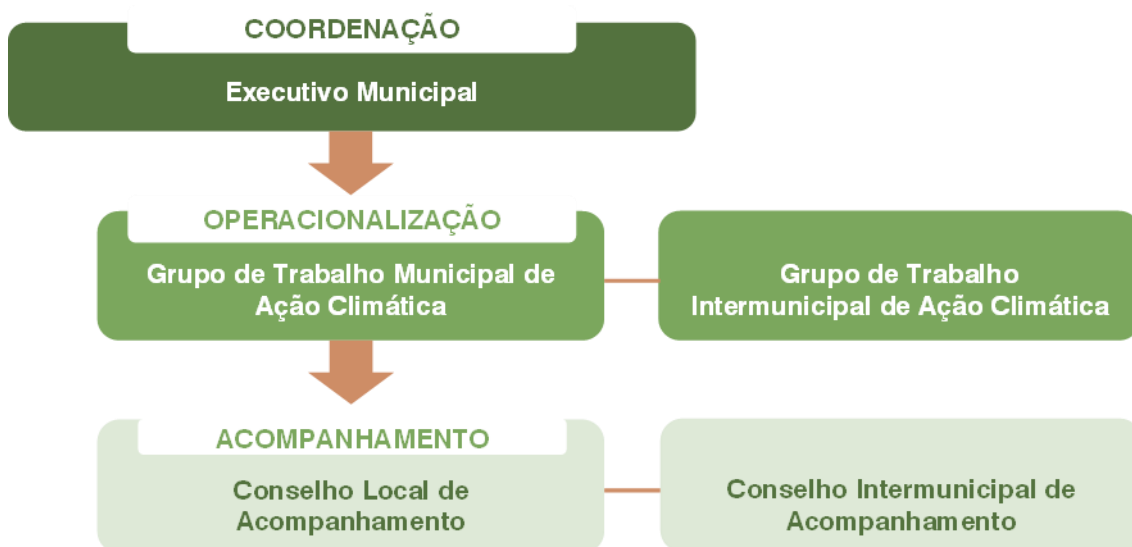 COORDENAÇÃO
Executivo Municipal
OPERACIONALIZAÇÃO
Grupo de Trabalho Municipal de
Ação Climática
Grupo de Trabalho
Intermunicipal de Ação Climática
ACOMPANHAMENTO
Conselho Local de
Acompanhamento
Conselho Intermunicipal de
Acompanhamento